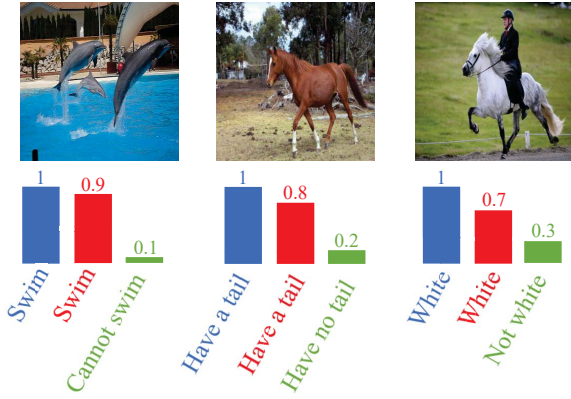 1 0.9 0.1
Swim Swim Cannot swim
1 0.8 0.2
Have a tail Have a tail Have no tail
1 0.7 0.3
White White Not white